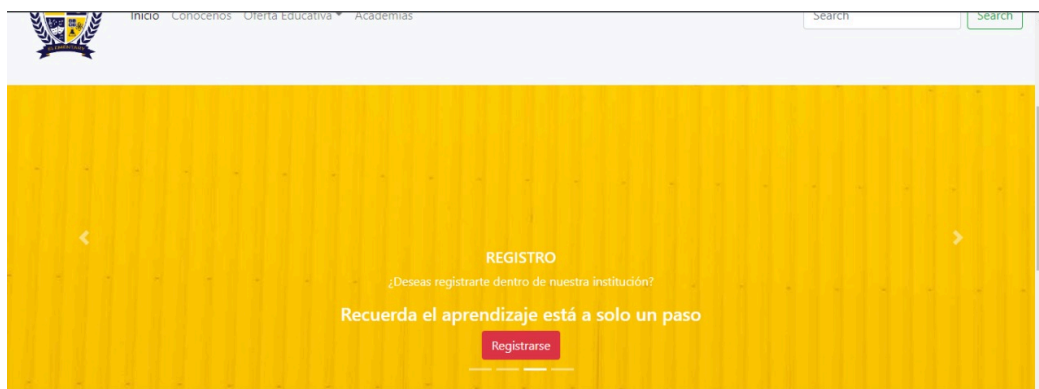 Inicio Conócenos Oferta Educativa Academias
Search Search
REGISTRO
¿Deseas registrarte dentro de nuestra institución?
Recuerda el aprendizaje está a solo un paso
Registrarse